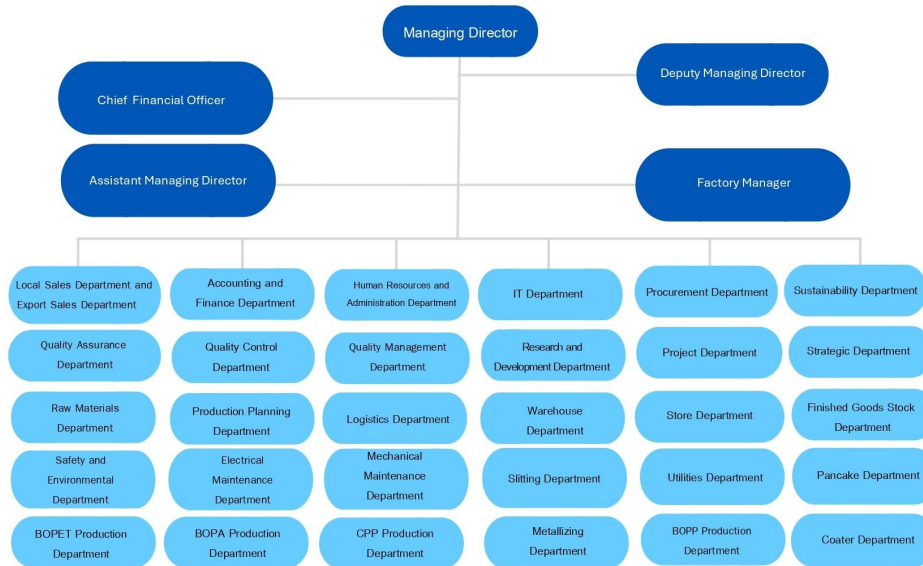 Managing Director
Deputy Managing Director
Chief Financial Officer
Assistant Managing Director
Factory Manager
Local Sales Department and
Export Sales Department
Accounting and
Finance Department
Human Resources and
Administration Department
IT Department
Procurement Department
Sustainability Department
Quality Assurance
Department
Quality Control
Department
Quality Management
Department
Research and
Development Department
Project Department
Strategic Department
Raw Materials
Department
Production Planning
Department
Logistics Department
Warehouse
Department
Store Department
Finished Goods Stock
Department
Safety and
Environmental
Department
Electrical
Maintenance
Department
Mechanical
Maintenance
Department
Slitting Department
Utilities Department
Pancake Department
BOPET Production
Department
BOPA Production
Department
CPP Production
Department
Metallizing
Department
BOPP Production
Department
Coater Department